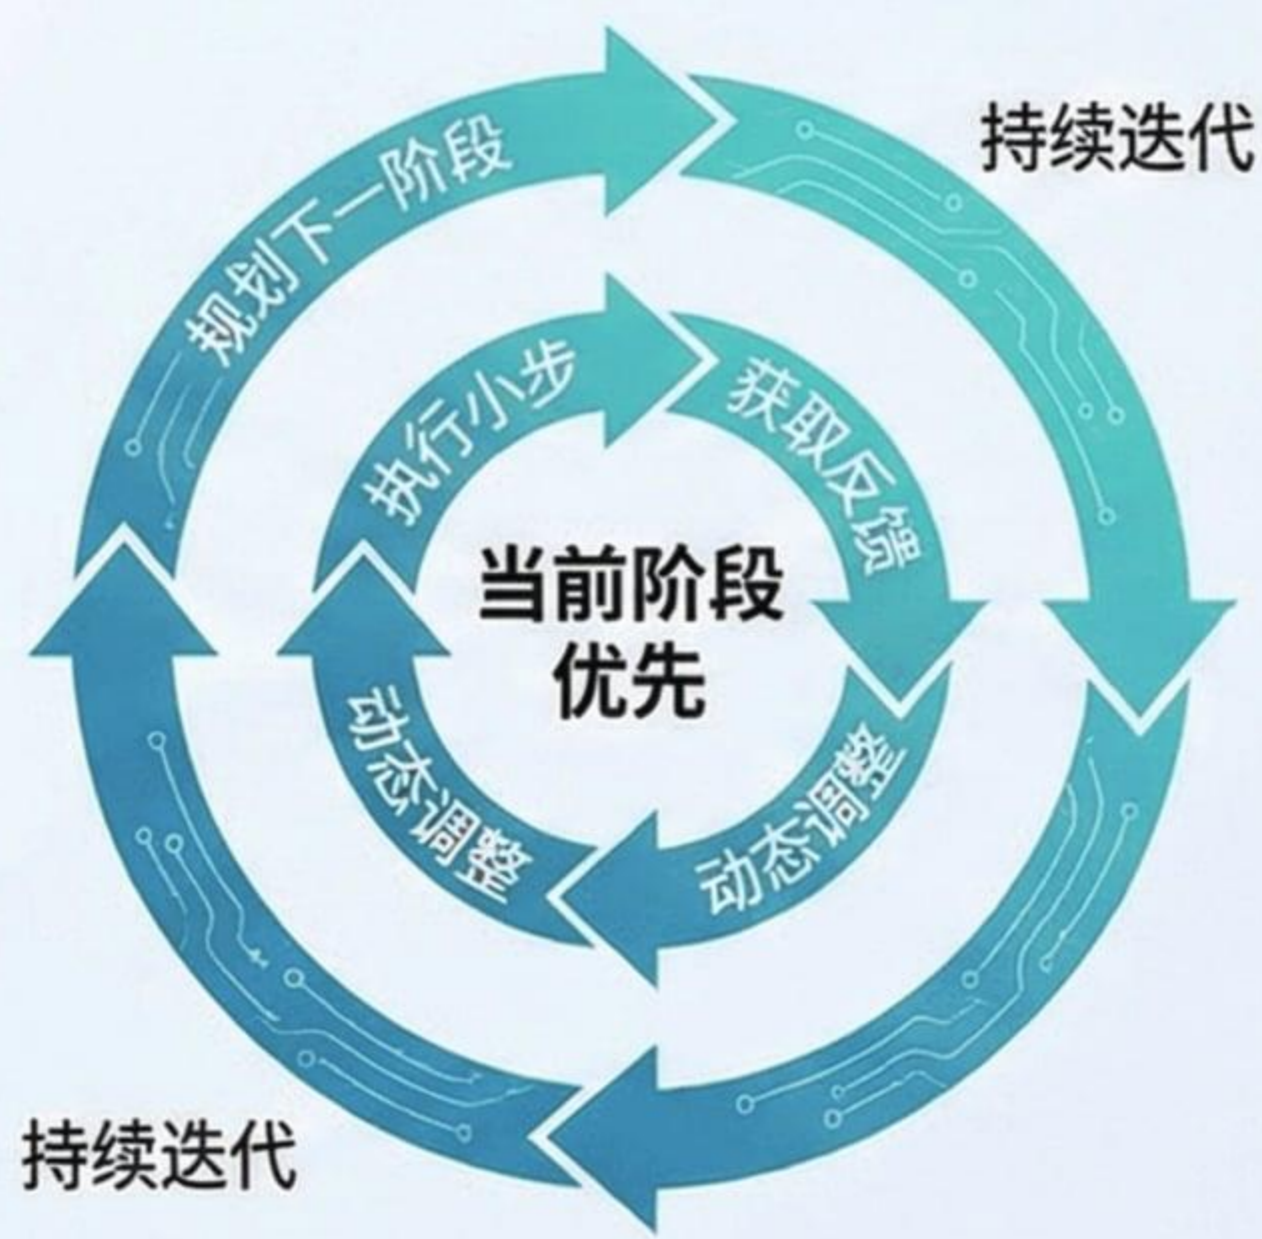 持续迭代
规划下一阶段
执行小步
获取反馈
当前阶段
优先
动态调整
动态调整
持续迭代